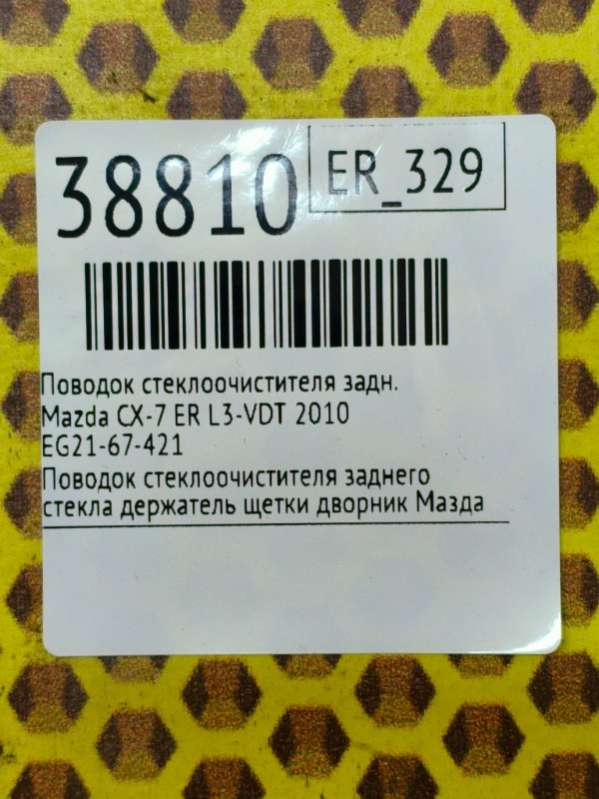 38810
ER_329
Поводок стеклоочистителя задн.
Mazda CX-7 ER L3-VDT 2010
EG21-67-421
Поводок стеклоочистителя заднего
стекла держатель щетки дворник Мазда